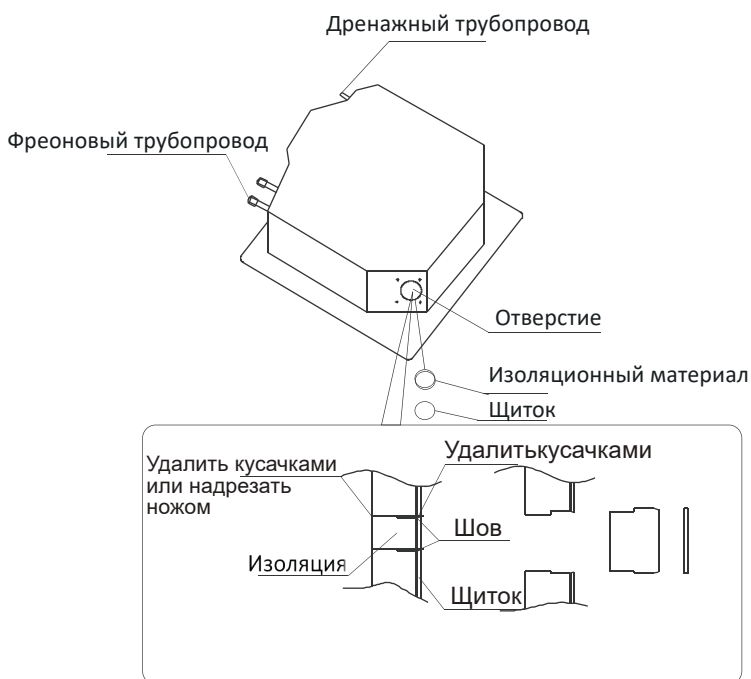 Дренажный трубопровод
Фреоновый трубопровод
Отверстие
Изоляционный материал
Щиток
Удалить кусачками
или надрезать
ножом
Удалитькусачками
Шов
Изоляция
Щиток